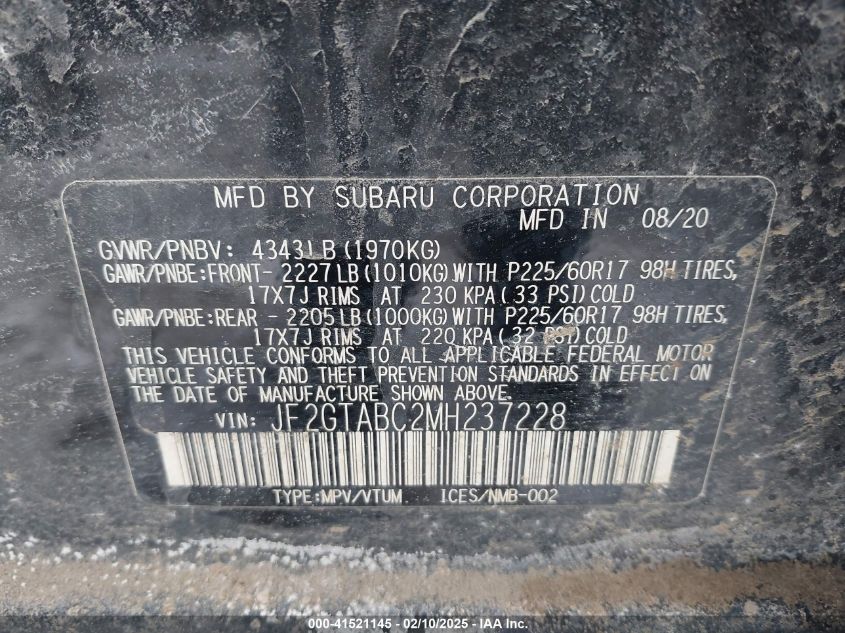 MFD BY SUBARU CORPORATION
MFD IN 08/20
GVWR/PNBV: 4343LB(1970KG)
GAWR/PNBE:FRONT- 2227LB(1010KG)WITH P225/60R17 98H TIRES,
17X7J RIMS AT 230 KPA(33 PSI)COLD
GAWR/PNBE:REAR - 2205LB(1000KG)WITH P225/60R17 98H TIRES,
17X7J RIMS AT 220 KPA(32 PSI)COLD
THIS VEHICLE CONFORMS TO ALL APPLICABLE FEDERAL MOTOR
VEHICLE SAFETY AND THEFT PREVENTION STANDARDS IN EFFECT ON
THE DATE OF MANUFACTURE SHOWN ABOVE.
VIN: JF2GTABC2MH237228
TYPE:MPV/VTUM ICES/NMB-002
000-41521145 - 02/10/2025 - IAA Inc.